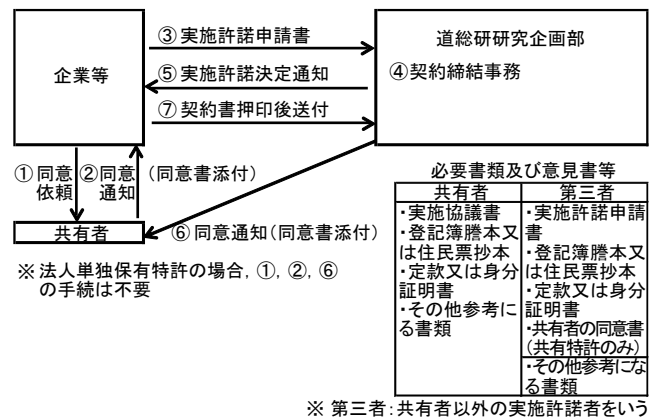 ③実施許諾申請書
道総研研究企画部
企業等
⑤実施許諾決定通知
④契約締結事務
⑦契約書押印後送付
①同意
依頼
②同意
通知
(同意書添付)
必要書類及び意見書等
共有者
第三者
・実施協議書
・登記簿謄本又
は住民票抄本
・定款又は身分
証明書
・その他参考に
る書類
・実施許諾申請
書
・登記簿謄本又
は住民票抄本
・定款又は身分
証明書
・共有者の同意書
(共有特許のみ)
・その他参考にな
る書類
共有者
⑥同意通知(同意書添付)
※法人単独保有特許の場合,①,②,⑥
の手続は不要
※ 第三者:共有者以外の実施許諾者をいう